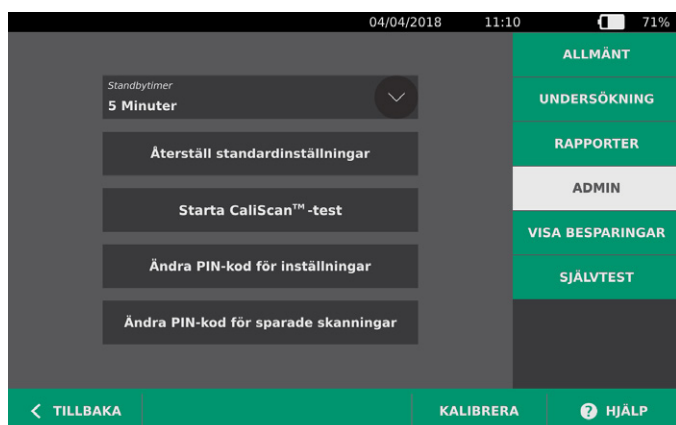 04/04/2018 11:10 71%
ALLMÄNT
Standbytimer
5 Minuter
UNDERSÖKNING
Återställ standardinställningar
RAPPORTER
Starta CaliScan™-test
ADMIN
VISA BESPARINGAR
Ändra PIN-kod för inställningar
SJÄLVTEST
Ändra PIN-kod för sparade skanningar
< TILLBAKA
KALIBRERA
? HJÄLP